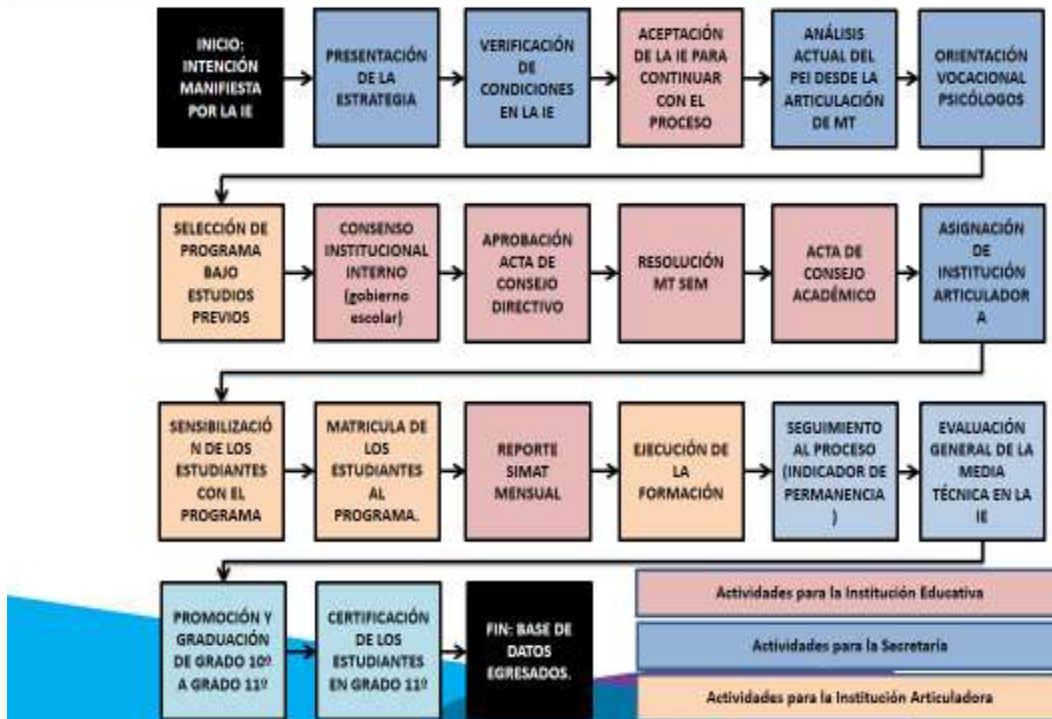 INICIO:
INTENCIÓN
MANIFIESTA
POR LA IE
PRESENTACIÓN
DE LA
ESTRATEGIA
VERIFICACIÓN
DE
CONDICIONES
EN LA IE
ACEPTACIÓN
DE LA IE PARA
CONTINUAR
CON EL
PROCESO
ANÁLISIS
ACTUAL DEL
PEI DESDE LA
ARTICULACIÓN
DE MT
ORIENTACIÓN
VOCACIONAL
PSICÓLOGOS
SELECCIÓN DE
PROGRAMA
BAJO
ESTUDIOS
PREVIOS
CONSENSO
INSTITUCIONAL
INTERNO
(gobierno
escolar)
APROBACIÓN
ACTA DE
CONSEJO
DIRECTIVO
RESOLUCIÓN
MT SEM
ACTA DE
CONSEJO
ACADÉMICO
ASIGNACIÓN
DE
INSTITUCIÓN
ARTICULADOR
A
SENSIBILIZACIÓ
N DE LOS
ESTUDIANTES
CON EL
PROGRAMA
MATRICULA DE
LOS
ESTUDIANTES
AL
PROGRAMA.
REPORTE
SIMAT
MENSUAL
EJECUCIÓN DE
LA
FORMACIÓN
SEGUIMIENTO
AL PROCESO
(INDICADOR DE
PERMANENCIA
)
EVALUACIÓN
GENERAL DE LA
MEDIA
TÉCNICA EN LA
IE
PROMOCIÓN Y
GRADUACIÓN
DE GRADO 10º
A GRADO 11º
CERTIFICACIÓN
DE LOS
ESTUDIANTES
EN GRADO 11º
FIN: BASE DE
DATOS
EGRESADOS.
Actividades para la Institución Educativa
Actividades para la Secretaría
Actividades para la Institución Articuladora